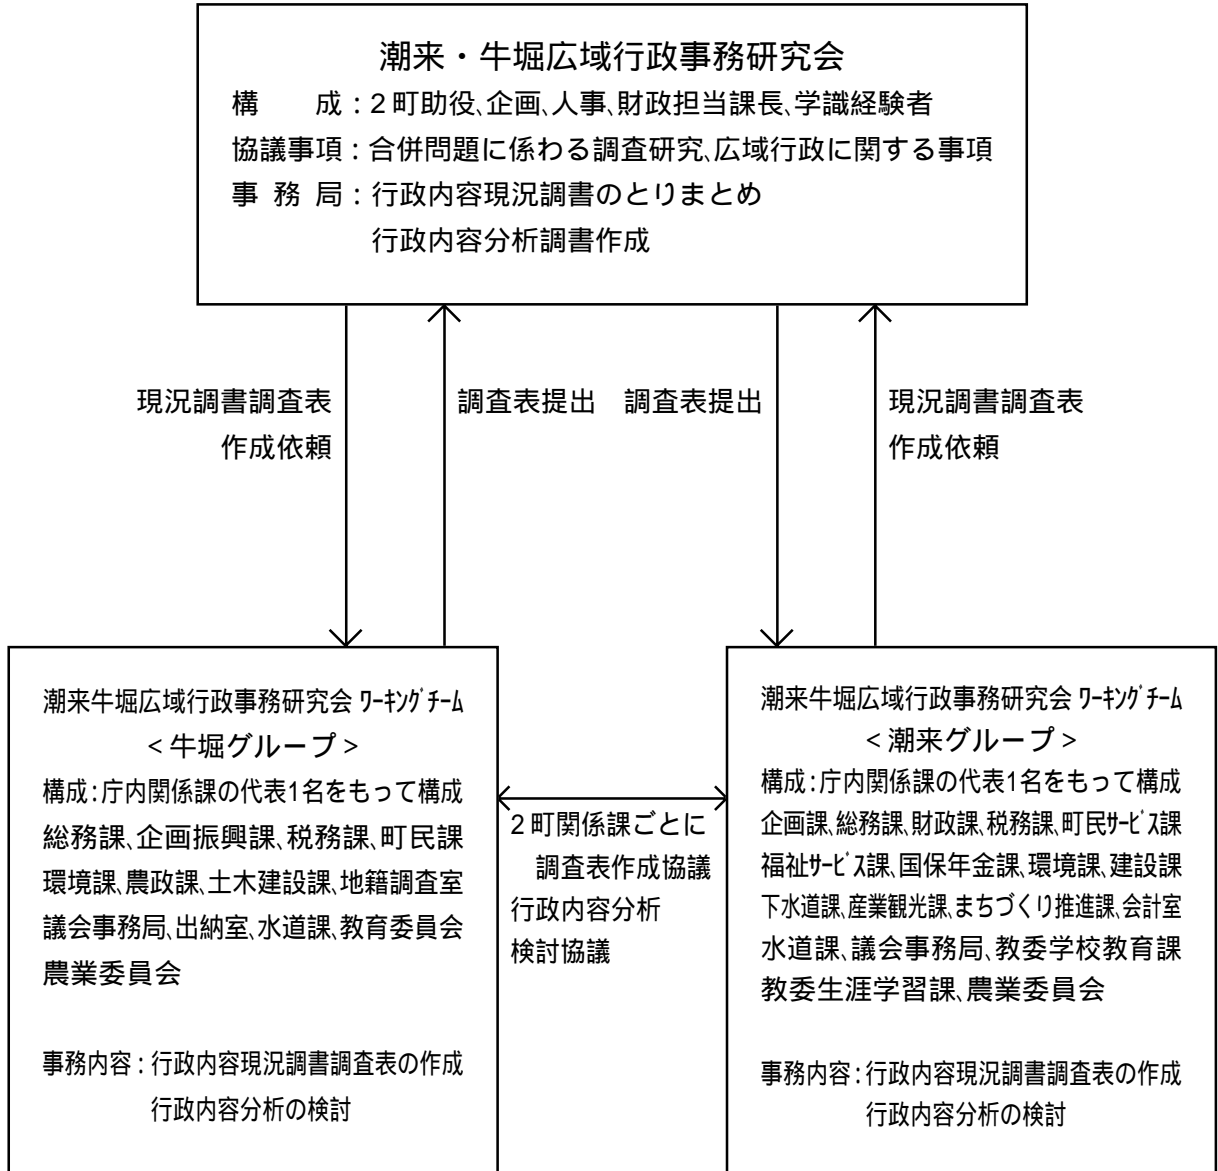 潮来・牛堀広域行政事務研究会
構　　成：2町助役、企画、人事、財政担当課長、学識経験者
協議事項：合併問題に係わる調査研究、広域行政に関する事項
事 務 局：行政内容現況調書のとりまとめ
行政内容分析調書作成
現況調書調査表
作成依頼
調査表提出
調査表提出
現況調書調査表
作成依頼
潮来牛堀広域行政事務研究会 ﾜｰｷﾝｸﾞﾁｰﾑ
<牛堀グループ>
構成：庁内関係課の代表1名をもって構成
総務課、企画振興課、税務課、町民課
環境課、農政課、土木建設課、地籍調査室
議会事務局、出納室、水道課、教育委員会
農業委員会
事務内容：行政内容現況調書調査表の作成
行政内容分析の検討
2町関係課ごとに
調査表作成協議
行政内容分析
検討協議
潮来牛堀広域行政事務研究会 ﾜｰｷﾝｸﾞﾁｰﾑ
<潮来グループ>
構成：庁内関係課の代表1名をもって構成
企画課、総務課、財政課、税務課、町民ｻｰﾋﾞｽ課
福祉ｻｰﾋﾞｽ課、国保年金課、環境課、建設課
下水道課、産業観光課、まちづくり推進課、会計室
水道課、議会事務局、教委学校教育課
教委生涯学習課、農業委員会
事務内容：行政内容現況調書調査表の作成
行政内容分析の検討